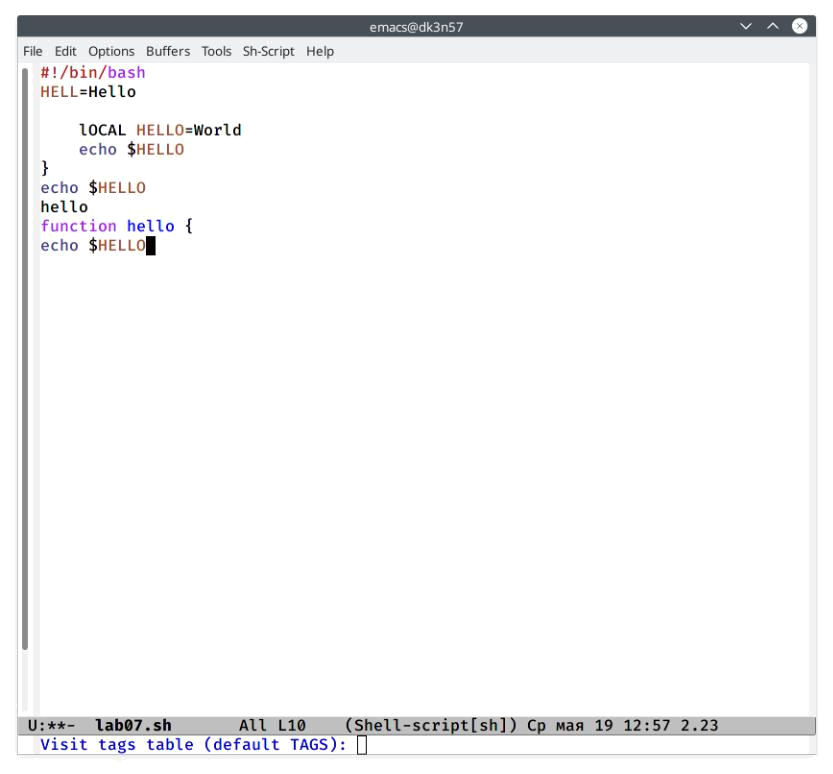 emacs@dk3n57
File Edit Options Buffers Tools Sh-Script Help
#!/bin/bash
HELL=Hello
    lOCAL HELLO=World
    echo $HELLO
}
echo $HELLO
hello
function hello {
echo $HELLO
U:**-  lab07.sh       All L10    (Shell-script[sh]) Ср мая 19 12:57 2.23
Visit tags table (default TAGS):